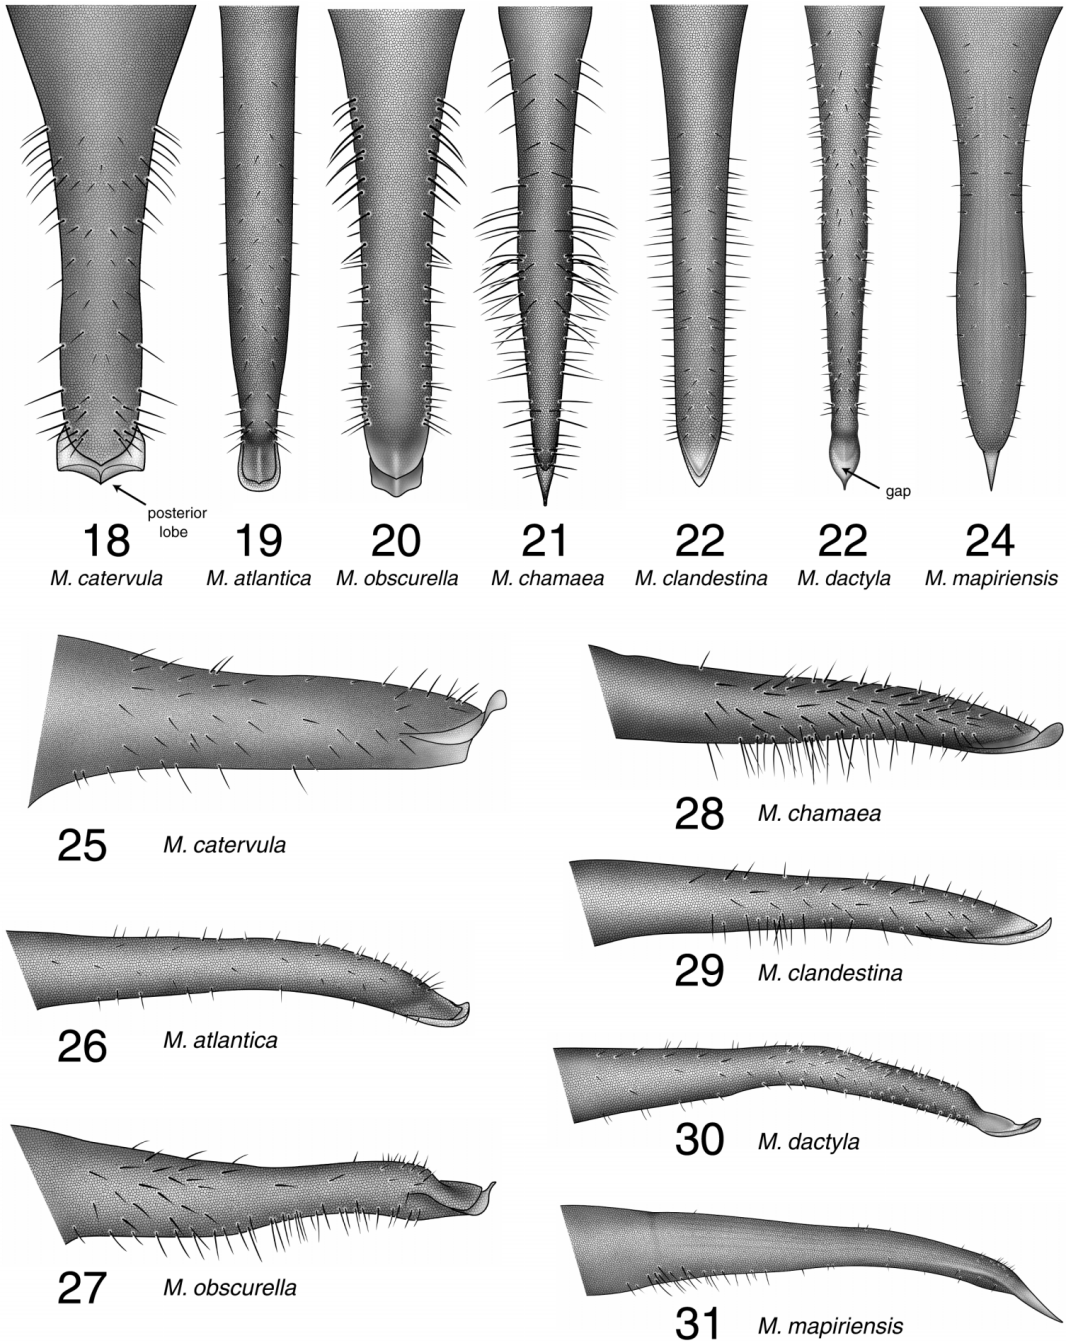 posterior
lobe
gap
18 19 20 21 22 22 24
M. catervula M. atlantica M. obscurella M. chamaea M. clandestina M. dactyla M. mapiriensis
25 M. catervula
28 M. chamaea
29 M. clandestina
26 M. atlantica
30 M. dactyla
27 M. obscurella
31 M. mapiriensis